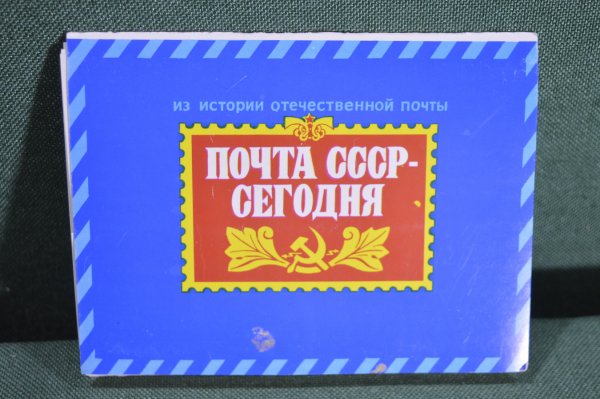 из истории отечественной почты
ПОЧТА СССР-
СЕГОДНЯ